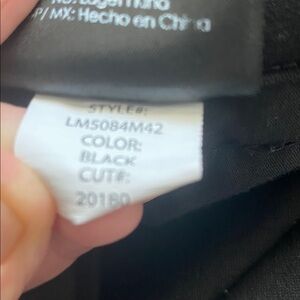 P/ MX: Hecho en China
STYLE#:
LM5084M42
COLOR:
BLACK
CUT#:
20180